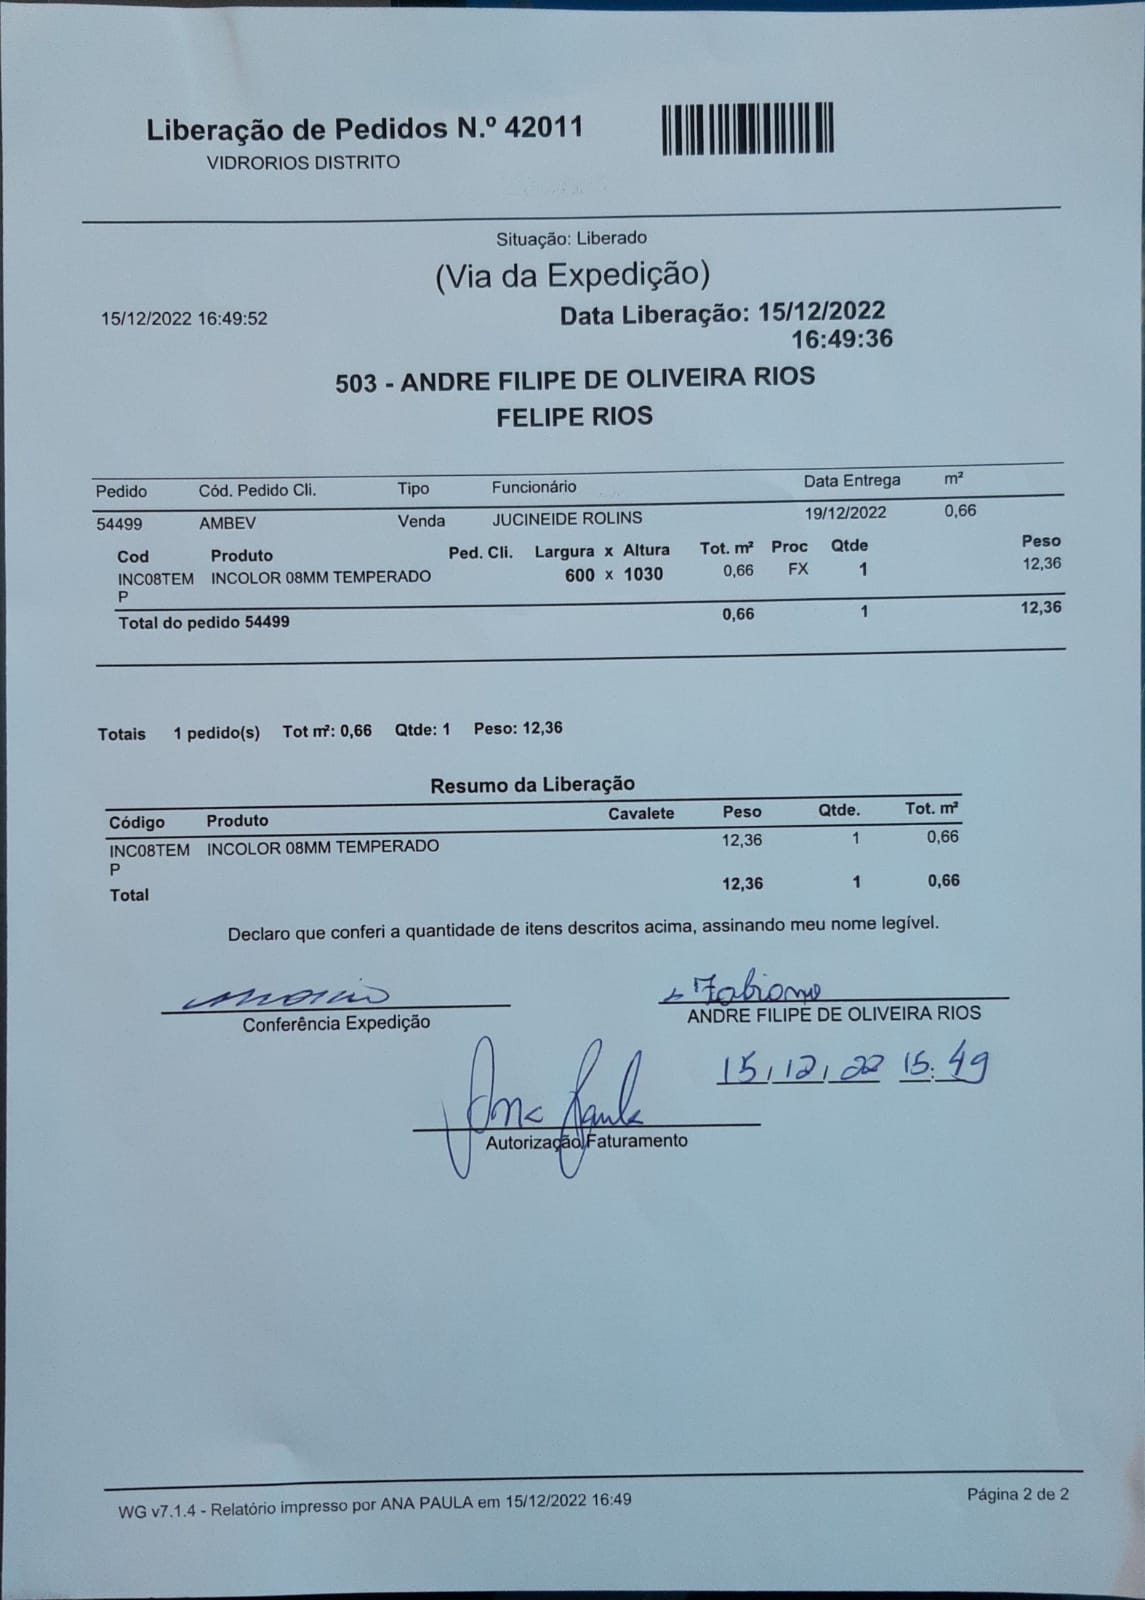 Liberação de Pedidos N.º 42011
VIDRORIOS DISTRITO
Situação: Liberado
(Via da Expedição)
15/12/2022 16:49:52
Data Liberação: 15/12/2022
16:49:36
503 - ANDRE FILIPE DE OLIVEIRA RIOS
FELIPE RIOS
Pedido Cód. Pedido Cli. Tipo Funcionário Data Entrega m²
54499 AMBEV Venda JUCINEIDE ROLINS 19/12/2022 0,66
Cod Produto Ped. Cli. Largura x Altura Tot. m² Proc Qtde Peso
INC08TEM INCOLOR 08MM TEMPERADO 600 x 1030 0,66 FX 1 12,36
P
Total do pedido 54499 0,66 1 12,36
Totais 1 pedido(s) Tot m²: 0,66 Qtde: 1 Peso: 12,36
Resumo da Liberação
Código Produto Cavalete Peso Qtde. Tot. m²
INC08TEM INCOLOR 08MM TEMPERADO 12,36 1 0,66
P
Total 12,36 1 0,66
Declaro que conferi a quantidade de itens descritos acima, assinando meu nome legível.
Fabiano
Conferência Expedição ANDRE FILIPE DE OLIVEIRA RIOS
15,12,22 15:49
Ana Paula
Autorização Faturamento
WG v7.1.4 - Relatório impresso por ANA PAULA em 15/12/2022 16:49 Página 2 de 2